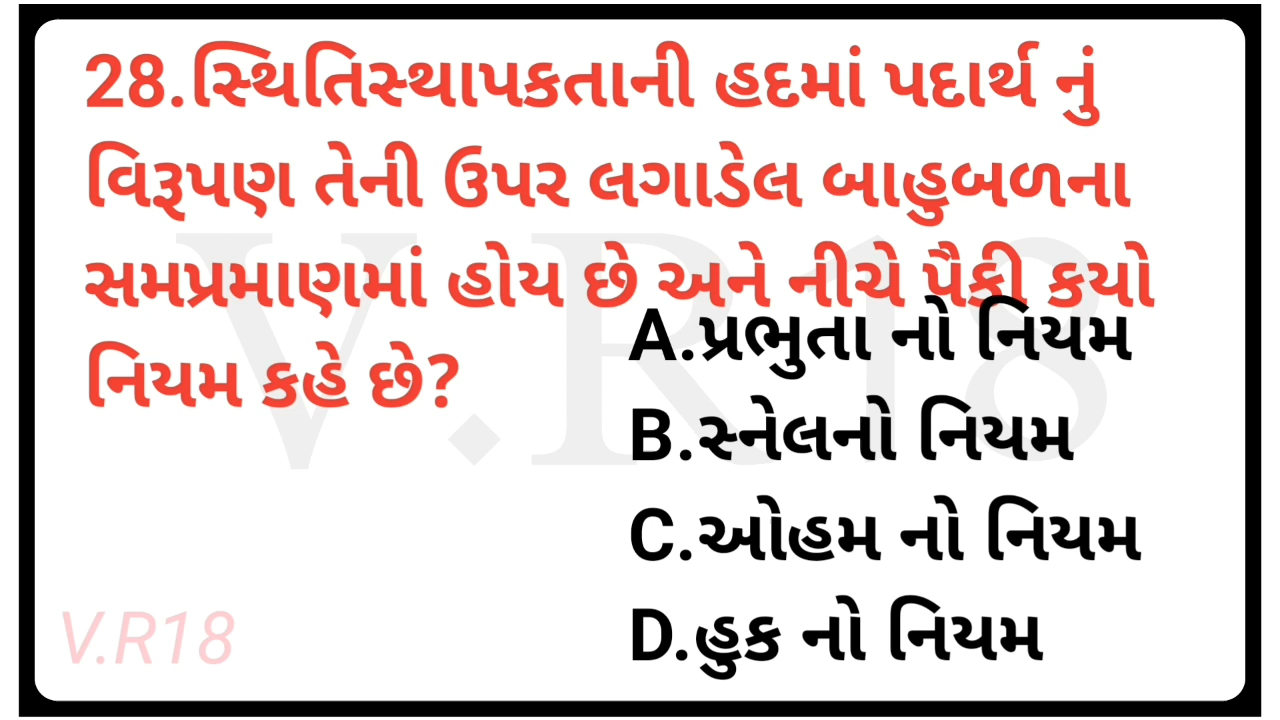 28.સ્થિતિસ્થાપકતાની હદમાં પદાર્થ નું
વિરૂપણ તેની ઉપર લગાડેલ બાહુબળના
સમપ્રમાણમાં હોય છે અને નીચે પૈકી કયો
નિયમ કહે છે?
A.પ્રભુતા નો નિયમ
B.સ્નેલનો નિયમ
C.ઓહમ નો નિયમ
D.હુક નો નિયમ
V.R18
V.R18